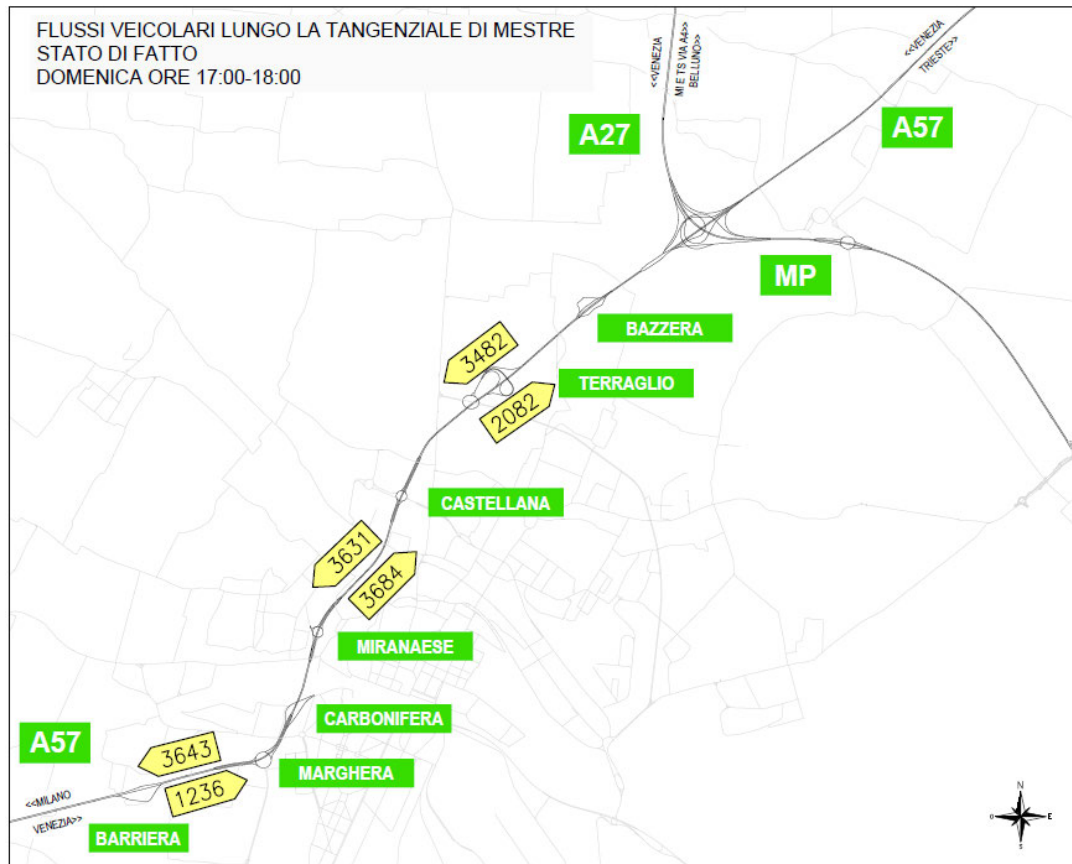 FLUSSI VEICOLARI LUNGO LA TANGENZIALE DI MESTRE
STATO DI FATTO
DOMENICA ORE 17:00-18:00
<<VENEZIA
MI E TS VIA A4>>
BELLUNO>>
<<VENEZIA
TRIESTE>>
A27
A57
MP
BAZZERA
3482
TERRAGLIO
2082
CASTELLANA
3631
3684
MIRANAESE
CARBONIFERA
A57
3643
MARGHERA
1236
<<MILANO
VENEZIA>>
BARRIERA
N
O
E
S